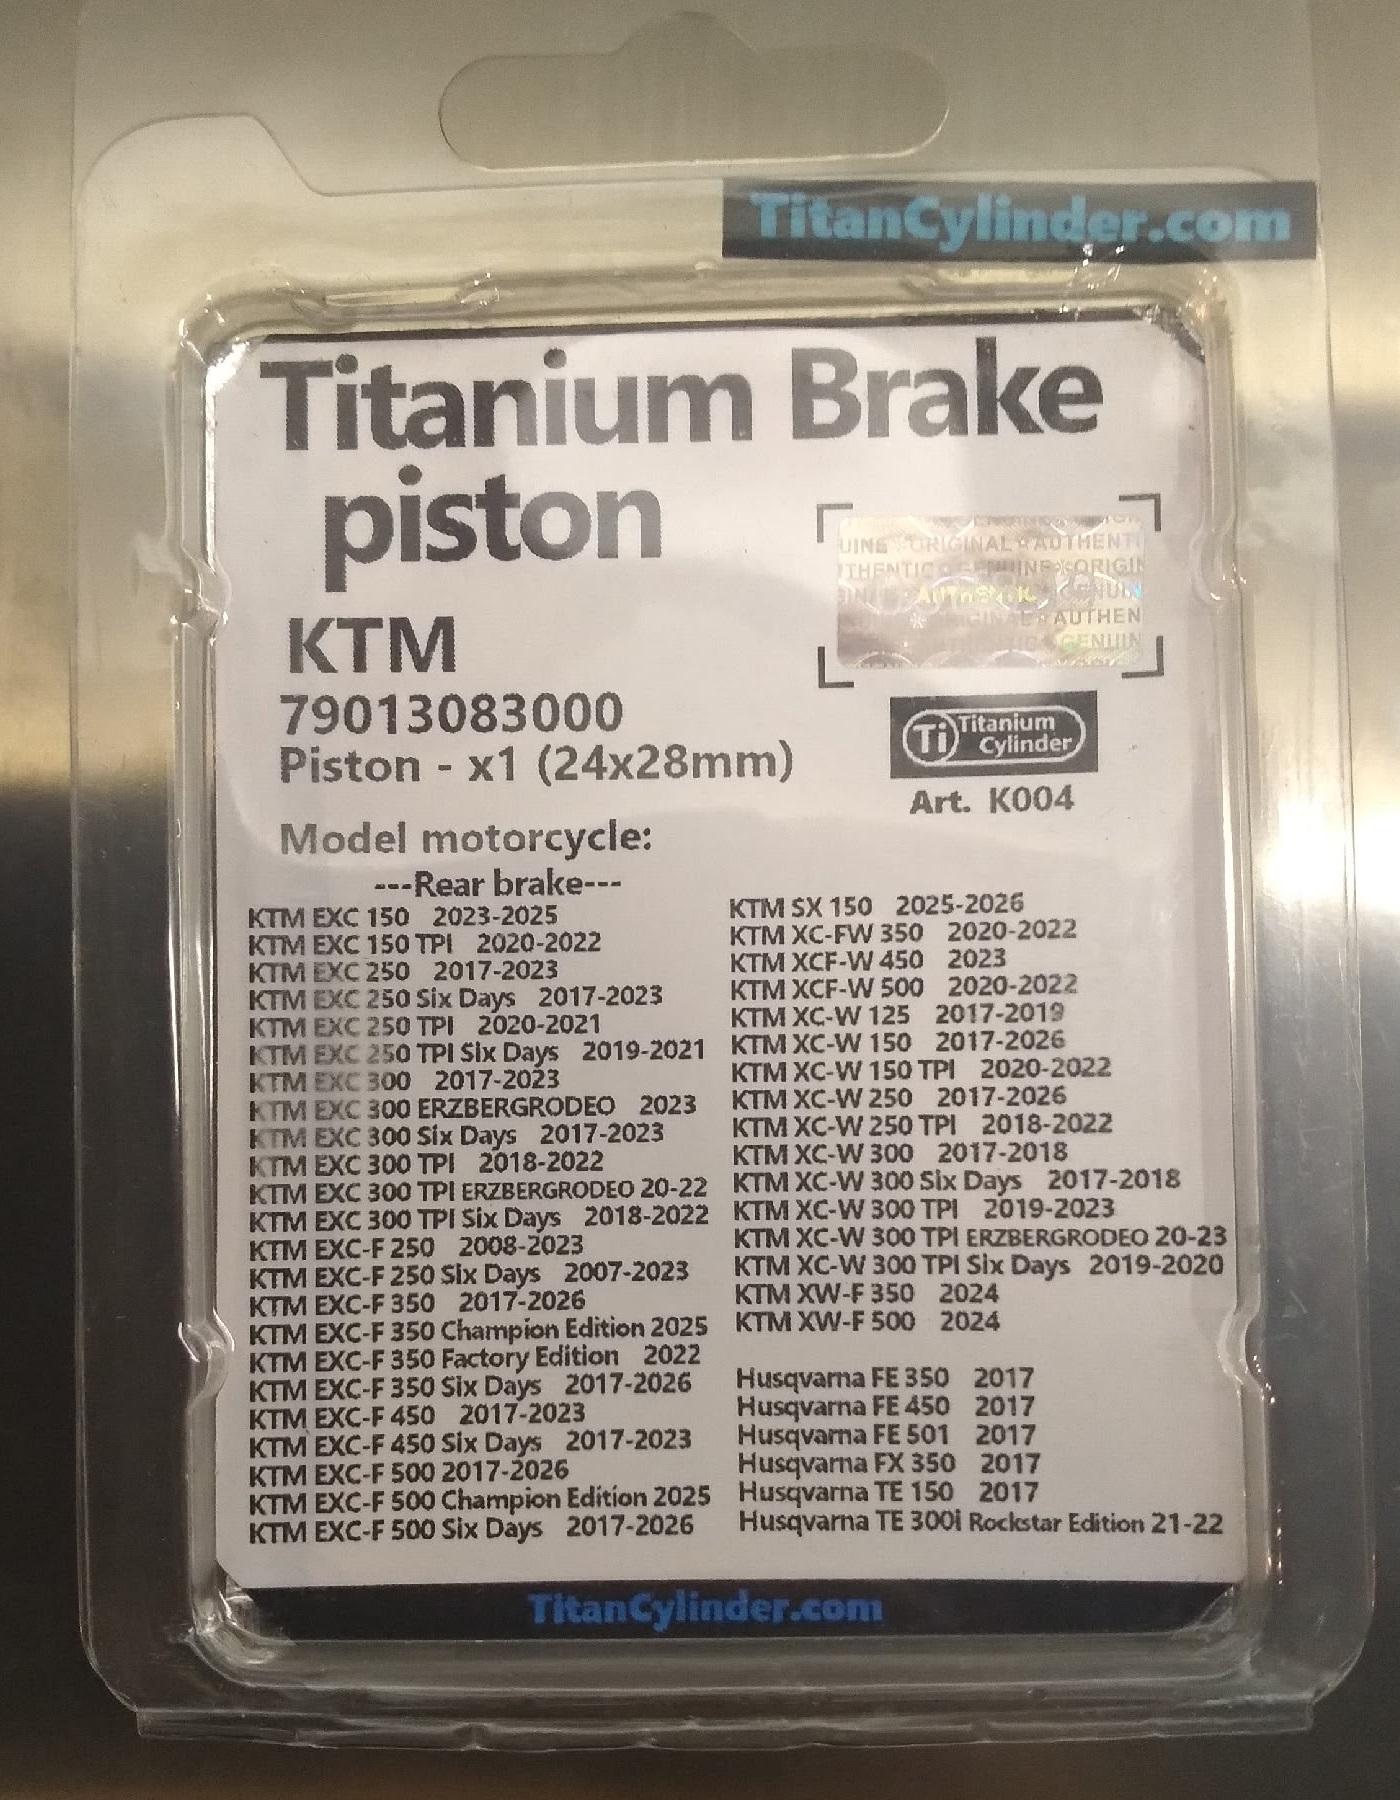 TitanCylinder.com
Titanium Brake
piston
KTM
79013083000
Piston - x1 (24x28mm)
UINE ORIGINAL AUTHENT
THENTIC GENUINE ORIGIN
GENUIN
ORIGINAL AUTHEN
GENUIN
Ti Titanium
Cylinder
Art. K004
Model motorcycle:
---Rear brake---
KTM EXC 150 2023-2025
KTM EXC 150 TPI 2020-2022
KTM EXC 250 2017-2023
KTM EXC 250 Six Days 2017-2023
KTM EXC 250 TPI 2020-2021
KTM EXC 250 TPI Six Days 2019-2021
KTM EXC 300 2017-2023
KTM EXC 300 ERZBERGRODEO 2023
KTM EXC 300 Six Days 2017-2023
KTM EXC 300 TPI 2018-2022
KTM EXC 300 TPI ERZBERGRODEO 20-22
KTM EXC 300 TPI Six Days 2018-2022
KTM EXC-F 250 2008-2023
KTM EXC-F 250 Six Days 2007-2023
KTM EXC-F 350 2017-2026
KTM EXC-F 350 Champion Edition 2025
KTM EXC-F 350 Factory Edition 2022
KTM EXC-F 350 Six Days 2017-2026
KTM EXC-F 450 2017-2023
KTM EXC-F 450 Six Days 2017-2023
KTM EXC-F 500 2017-2026
KTM EXC-F 500 Champion Edition 2025
KTM EXC-F 500 Six Days 2017-2026
KTM SX 150 2025-2026
KTM XC-FW 350 2020-2022
KTM XCF-W 450 2023
KTM XCF-W 500 2020-2022
KTM XC-W 125 2017-2019
KTM XC-W 150 2017-2026
KTM XC-W 150 TPI 2020-2022
KTM XC-W 250 2017-2026
KTM XC-W 250 TPI 2018-2022
KTM XC-W 300 2017-2018
KTM XC-W 300 Six Days 2017-2018
KTM XC-W 300 TPI 2019-2023
KTM XC-W 300 TPI ERZBERGRODEO 20-23
KTM XC-W 300 TPI Six Days 2019-2020
KTM XW-F 350 2024
KTM XW-F 500 2024
Husqvarna FE 350 2017
Husqvarna FE 450 2017
Husqvarna FE 501 2017
Husqvarna FX 350 2017
Husqvarna TE 150 2017
Husqvarna TE 300i Rockstar Edition 21-22
TitanCylinder.com